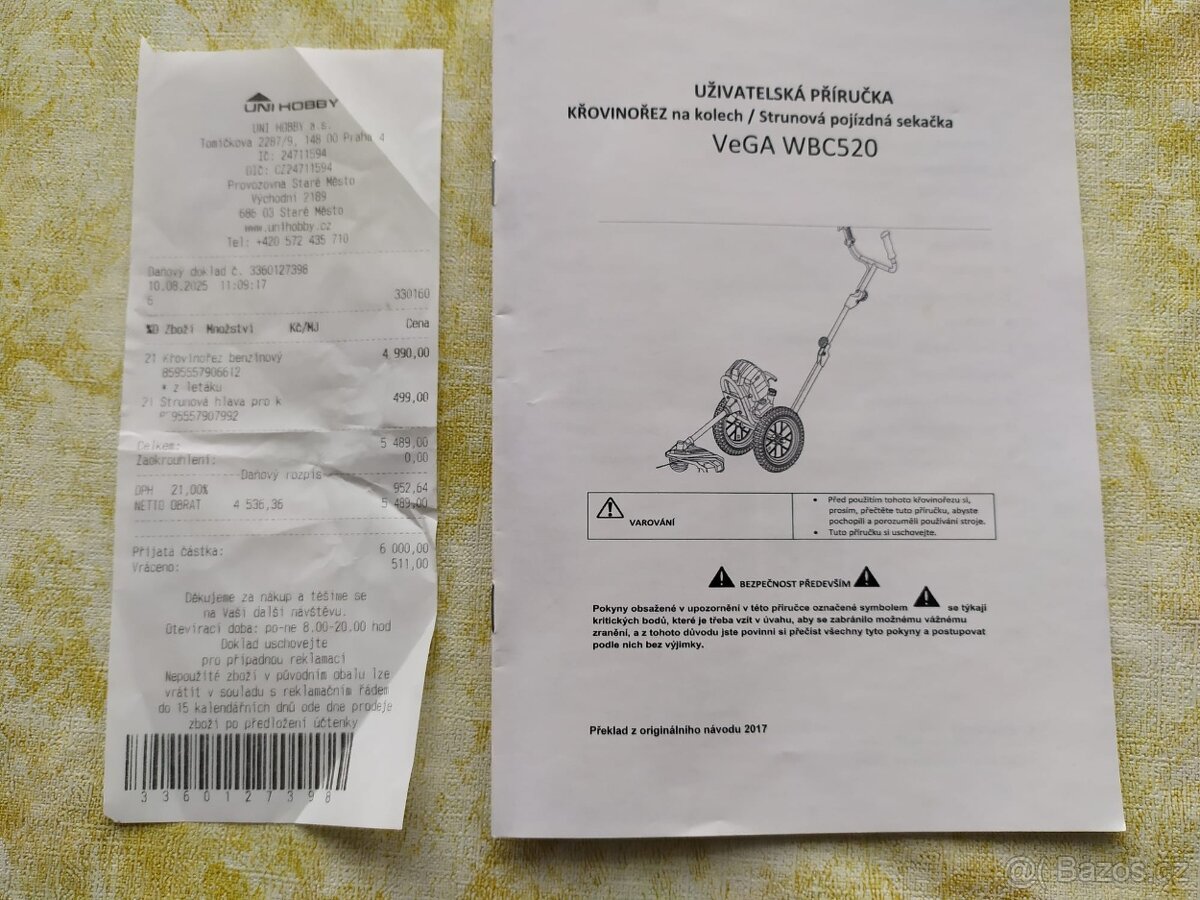 UNI HOBBY
UNI HOBBY a.s.
Tomíčkova 2287/9, 148 00 Praha 4
IČ: 24711594
DIČ: CZ24711594
Provozovna Staré Město
Východní 2189
686 03 Staré Město
www.unihobby.cz
Tel: +420 572 435 710
Daňový doklad č. 3360127398
10.08.2025 11:09:17
6 330160
%D Zboží Množství Kč/MJ Cena
21 Křovinořez benzinový 4 990,00
8595557906612
* z letáku
21 Strunová hlava pro k 499,00
95557907992
Celkem: 5 489,00
Zaokrouhlení: 0,00
Daňový rozpis
DPH 21,00% 952,64
NETTO OBRAT 4 536,36 5 489,00
Přijatá částka: 6 000,00
Vráceno: 511,00
Děkujeme za nákup a těšíme se
na Vaši další návštěvu.
Otevírací doba: po-ne 8.00-20.00 hod
Doklad uschovejte
pro případnou reklamaci
Nepoužité zboží v původním obalu lze
vrátit v souladu s reklamačním řádem
do 15 kalendářních dnů ode dne prodeje
zboží po předložení účtenky
3360127398
UŽIVATELSKÁ PŘÍRUČKA
KŘOVINOŘEZ na kolech / Strunová pojízdná sekačka
VeGA WBC520
VAROVÁNÍ
• Před použitím tohoto křovinořezu si,
prosím, přečtěte tuto příručku, abyste
pochopili a porozuměli používání stroje.
• Tuto příručku si uschovejte.
BEZPEČNOST PŘEDEVŠÍM
Pokyny obsažené v upozornění v této příručce označené symbolem se týkají
kritických bodů, které je třeba vzít v úvahu, aby se zabránilo možnému vážnému
zranění, a z tohoto důvodu jste povinni si přečíst všechny tyto pokyny a postupovat
podle nich bez výjimky.
Překlad z originálního návodu 2017
Bazos.cz